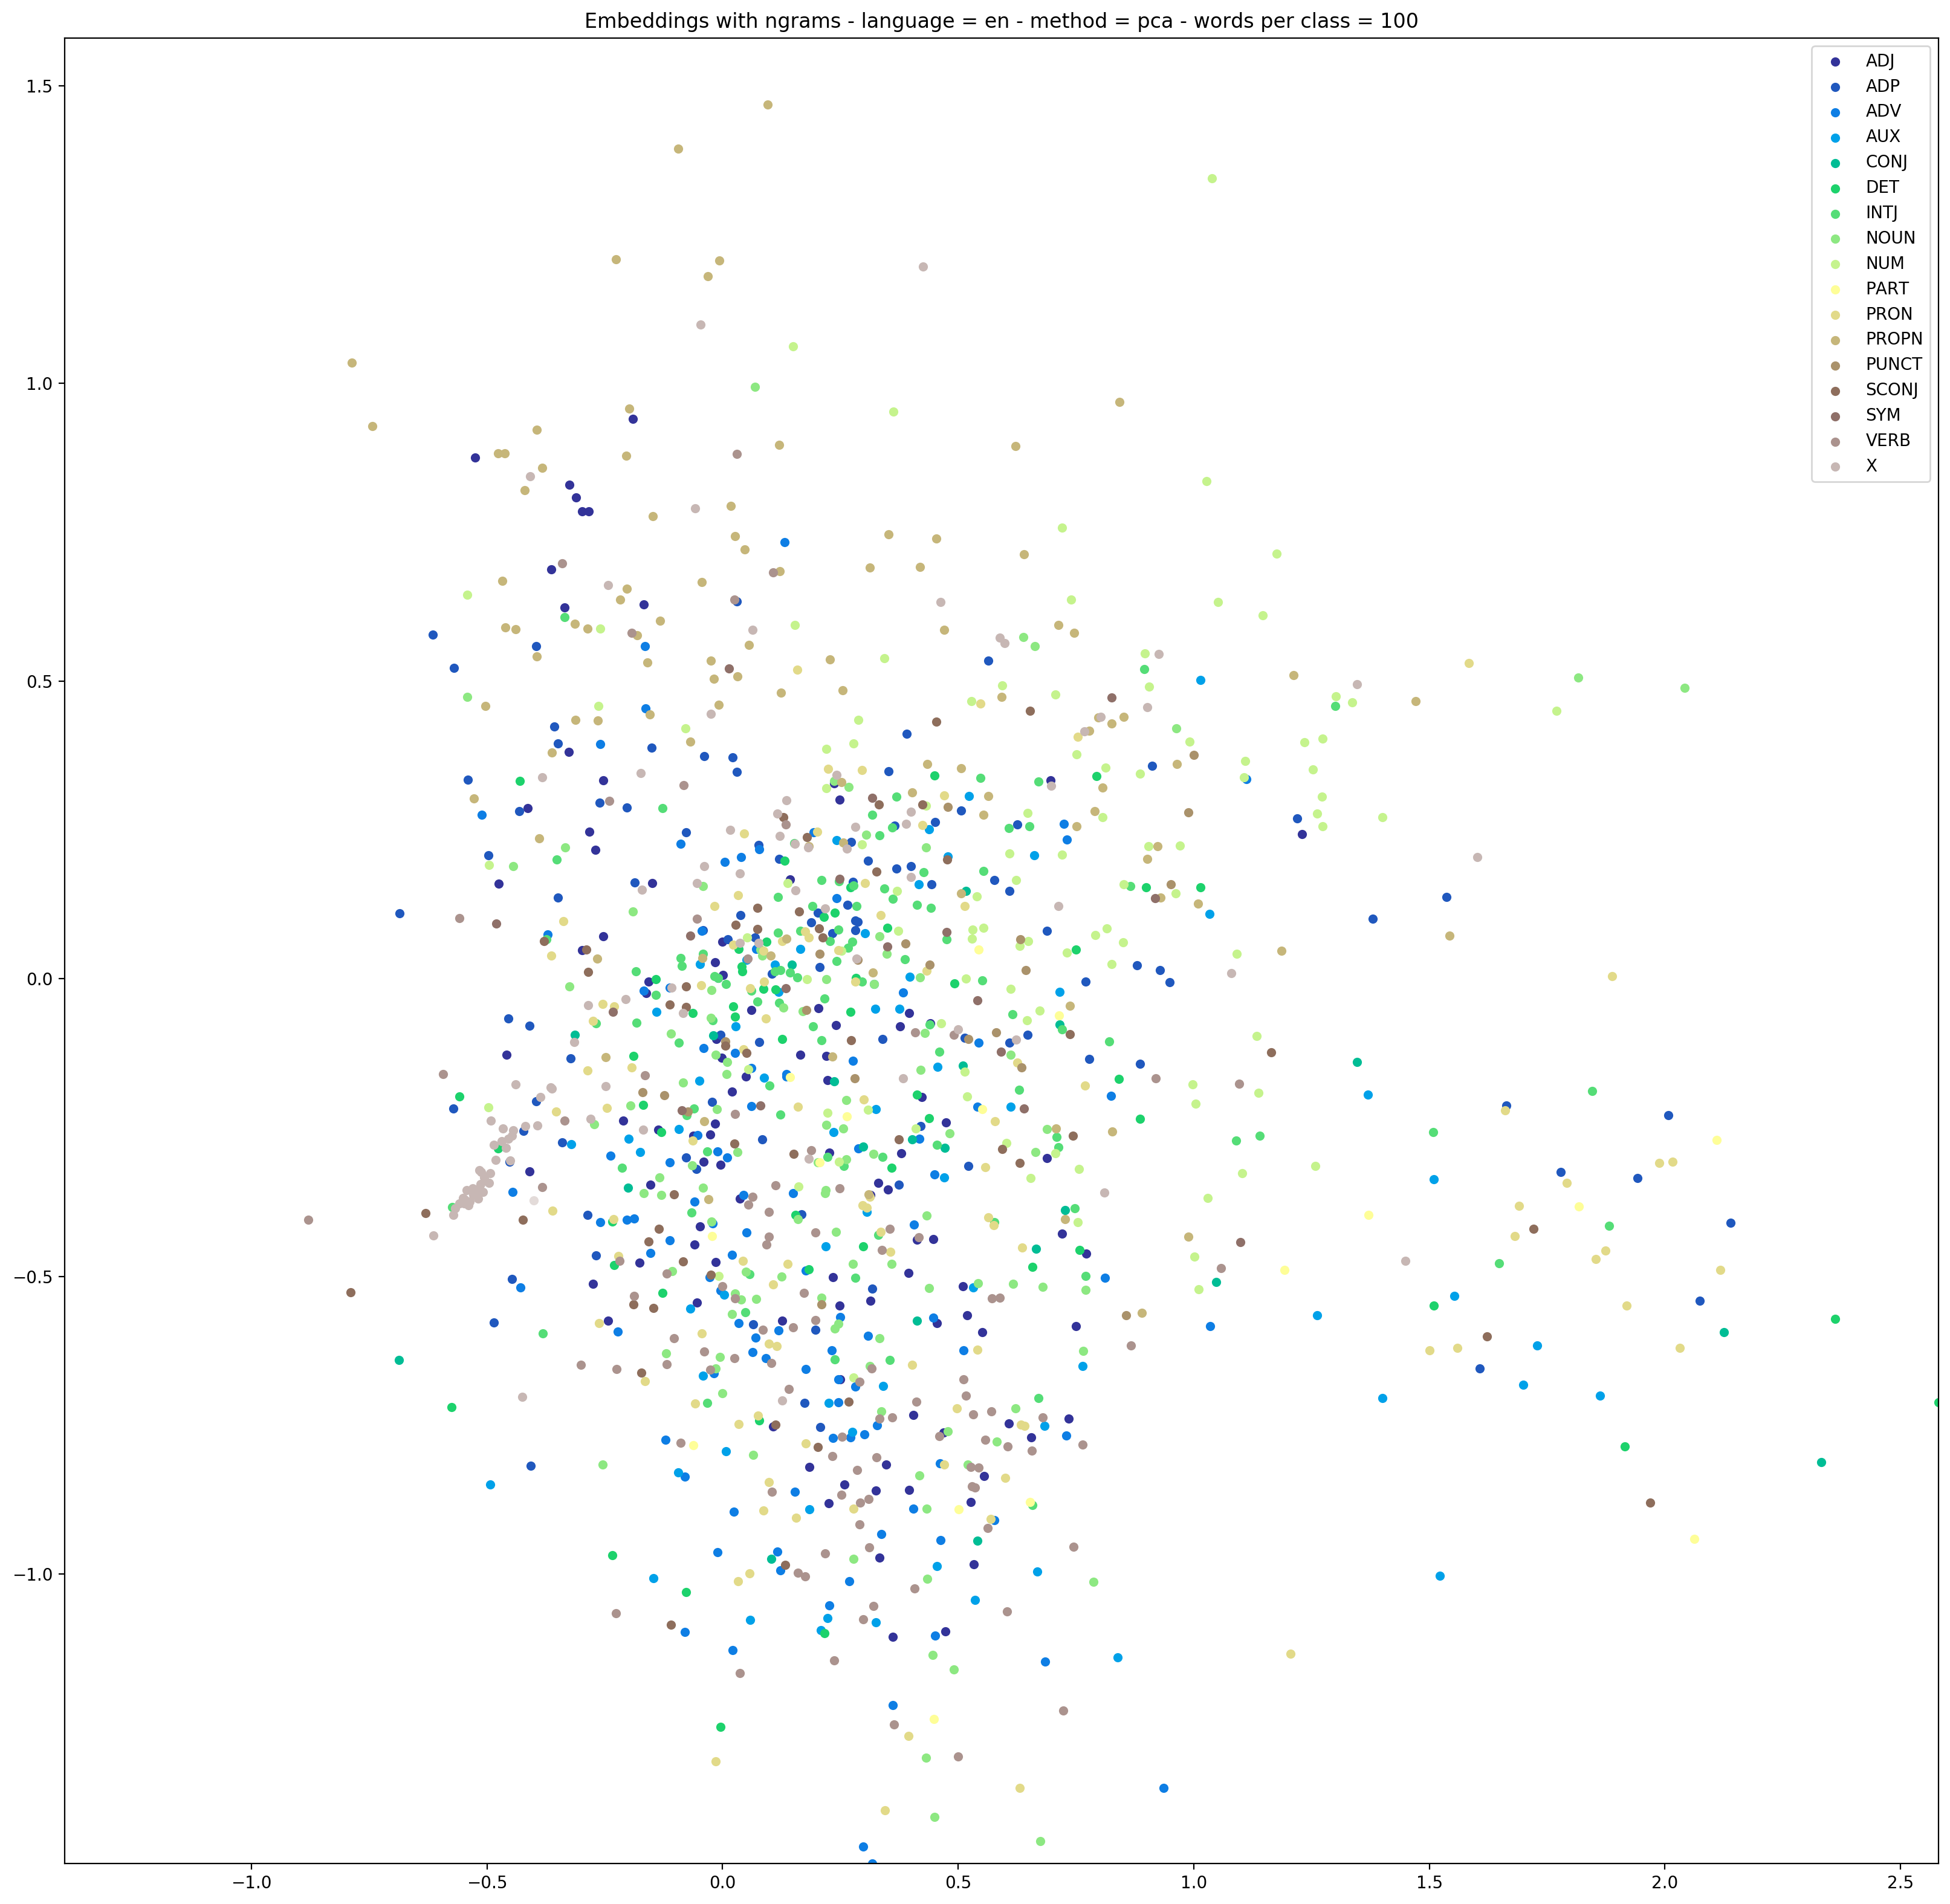 Embeddings with ngrams - language = en - method = pca - words per class = 100
ADJ
ADP
ADV
AUX
CONJ
DET
INTJ
NOUN
NUM
PART
PRON
PROPN
PUNCT
SCONJ
SYM
VERB
X
1.5
1.0
0.5
0.0
−0.5
−1.0
−1.0
−0.5
0.0
0.5
1.0
1.5
2.0
2.5